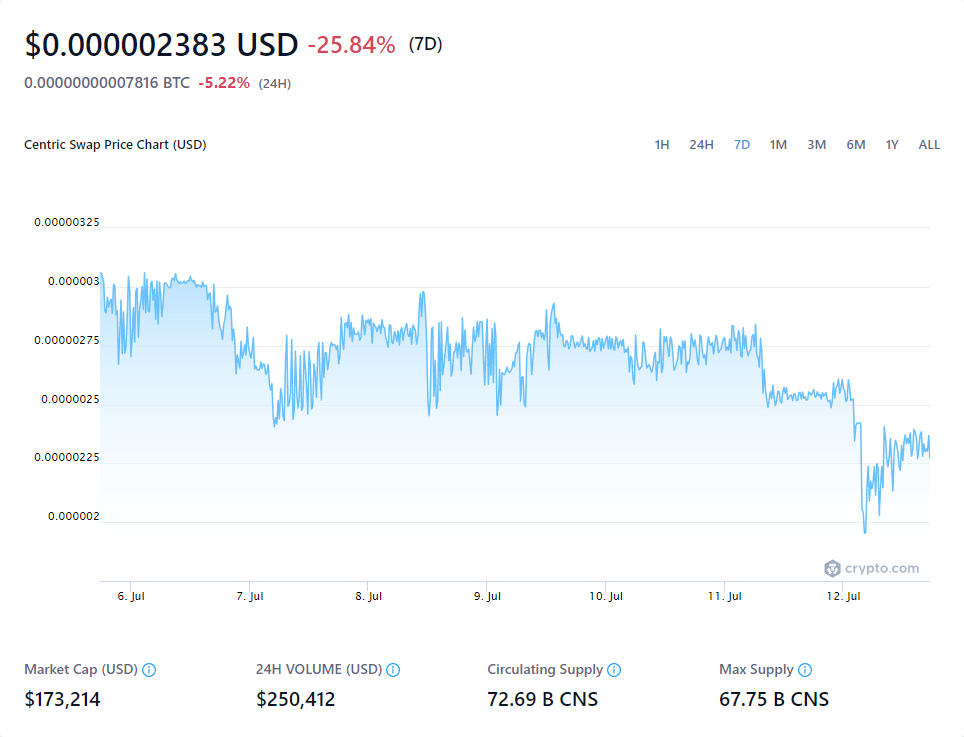 $0.000002383 USD -25.84% (7D)
0.00000000007816 BTC -5.22% (24H)
Centric Swap Price Chart (USD) 1H 24H 7D 1M 3M 6M 1Y ALL
0.00000325
0.000003
0.00000275
0.0000025
0.00000225
0.000002
crypto.com
6. Jul 7. Jul 8. Jul 9. Jul 10. Jul 11. Jul 12. Jul
Market Cap (USD) 24H VOLUME (USD) Circulating Supply Max Supply
$173,214 $250,412 72.69 B CNS 67.75 B CNS